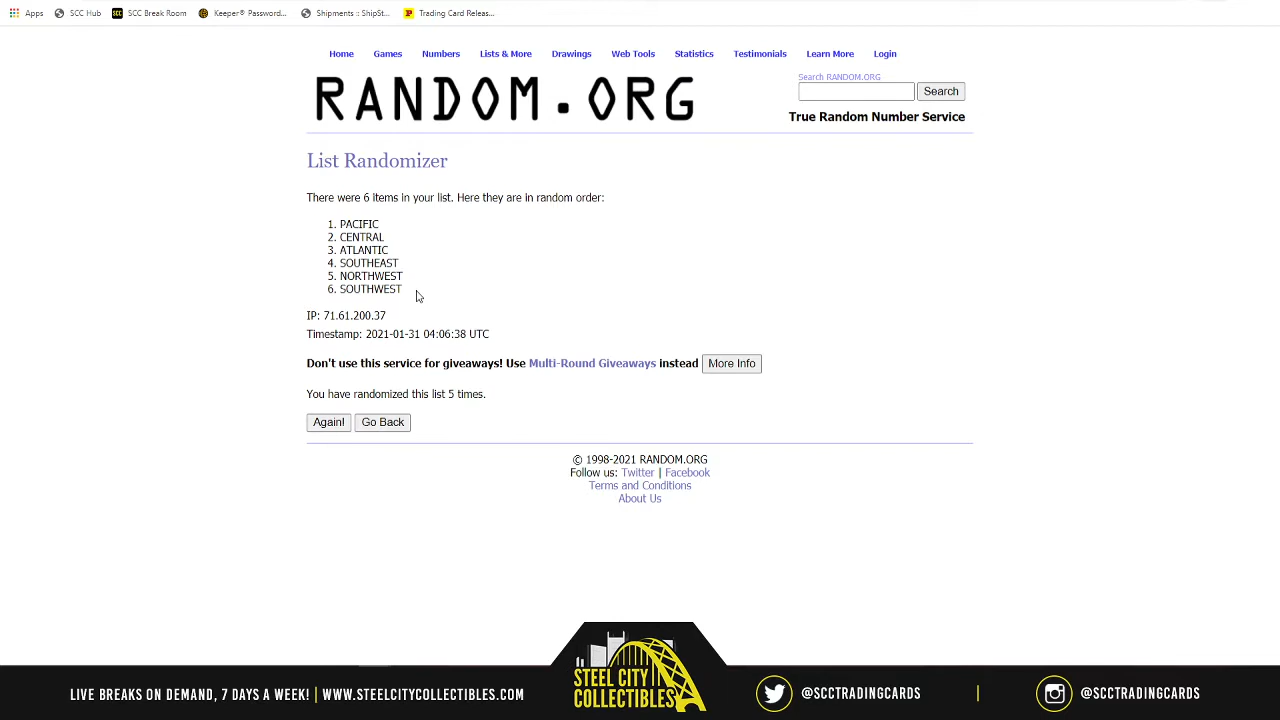 Apps SCC Hub SCC SCC Break Room Keeper® Password... Shipments :: ShipSt... Trading Card Releas...
Home Games Numbers Lists & More Drawings Web Tools Statistics Testimonials Learn More Login
RANDOM.ORG
Search RANDOM.ORG
Search
True Random Number Service
List Randomizer
There were 6 items in your list. Here they are in random order:
1. PACIFIC
2. CENTRAL
3. ATLANTIC
4. SOUTHEAST
5. NORTHWEST
6. SOUTHWEST
IP: 71.61.200.37
Timestamp: 2021-01-31 04:06:38 UTC
Don't use this service for giveaways! Use Multi-Round Giveaways instead More Info
You have randomized this list 5 times.
Again! Go Back
© 1998-2021 RANDOM.ORG
Follow us: Twitter | Facebook
Terms and Conditions
About Us
LIVE BREAKS ON DEMAND, 7 DAYS A WEEK! | WWW.STEELCITYCOLLECTIBLES.COM
STEEL CITY
COLLECTIBLES
@SCCTRADINGCARDS | @SCCTRADINGCARDS